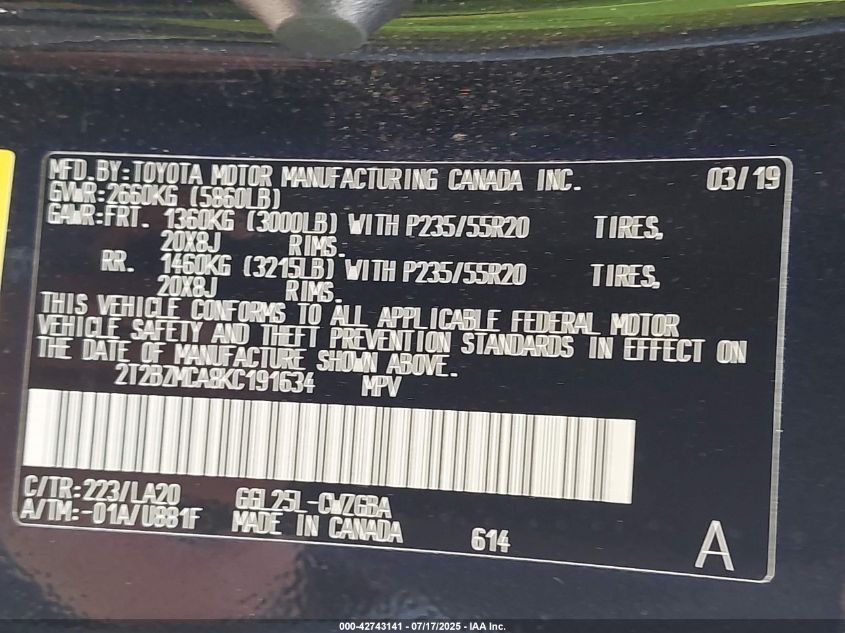 MFD.BY:TOYOTA MOTOR MANUFACTURING CANADA INC. 03/19
GVWR:2660KG (5860LB)
GAWR:FRT. 1360KG (3000LB) WITH P235/55R20 TIRES,
20X8J RIMS.
RR. 1460KG (3215LB) WITH P235/55R20 TIRES,
20X8J RIMS.
THIS VEHICLE CONFORMS TO ALL APPLICABLE FEDERAL MOTOR
VEHICLE SAFETY AND THEFT PREVENTION STANDARDS IN EFFECT ON
THE DATE OF MANUFACTURE SHOWN ABOVE.
2T2BZMCA8KC191634 MPV
C/TR:223/LA20 GGL25L-CWZGBA
A/TM:-01A/U881F MADE IN CANADA 614 A
000-42743141 - 07/17/2025 - IAA Inc.